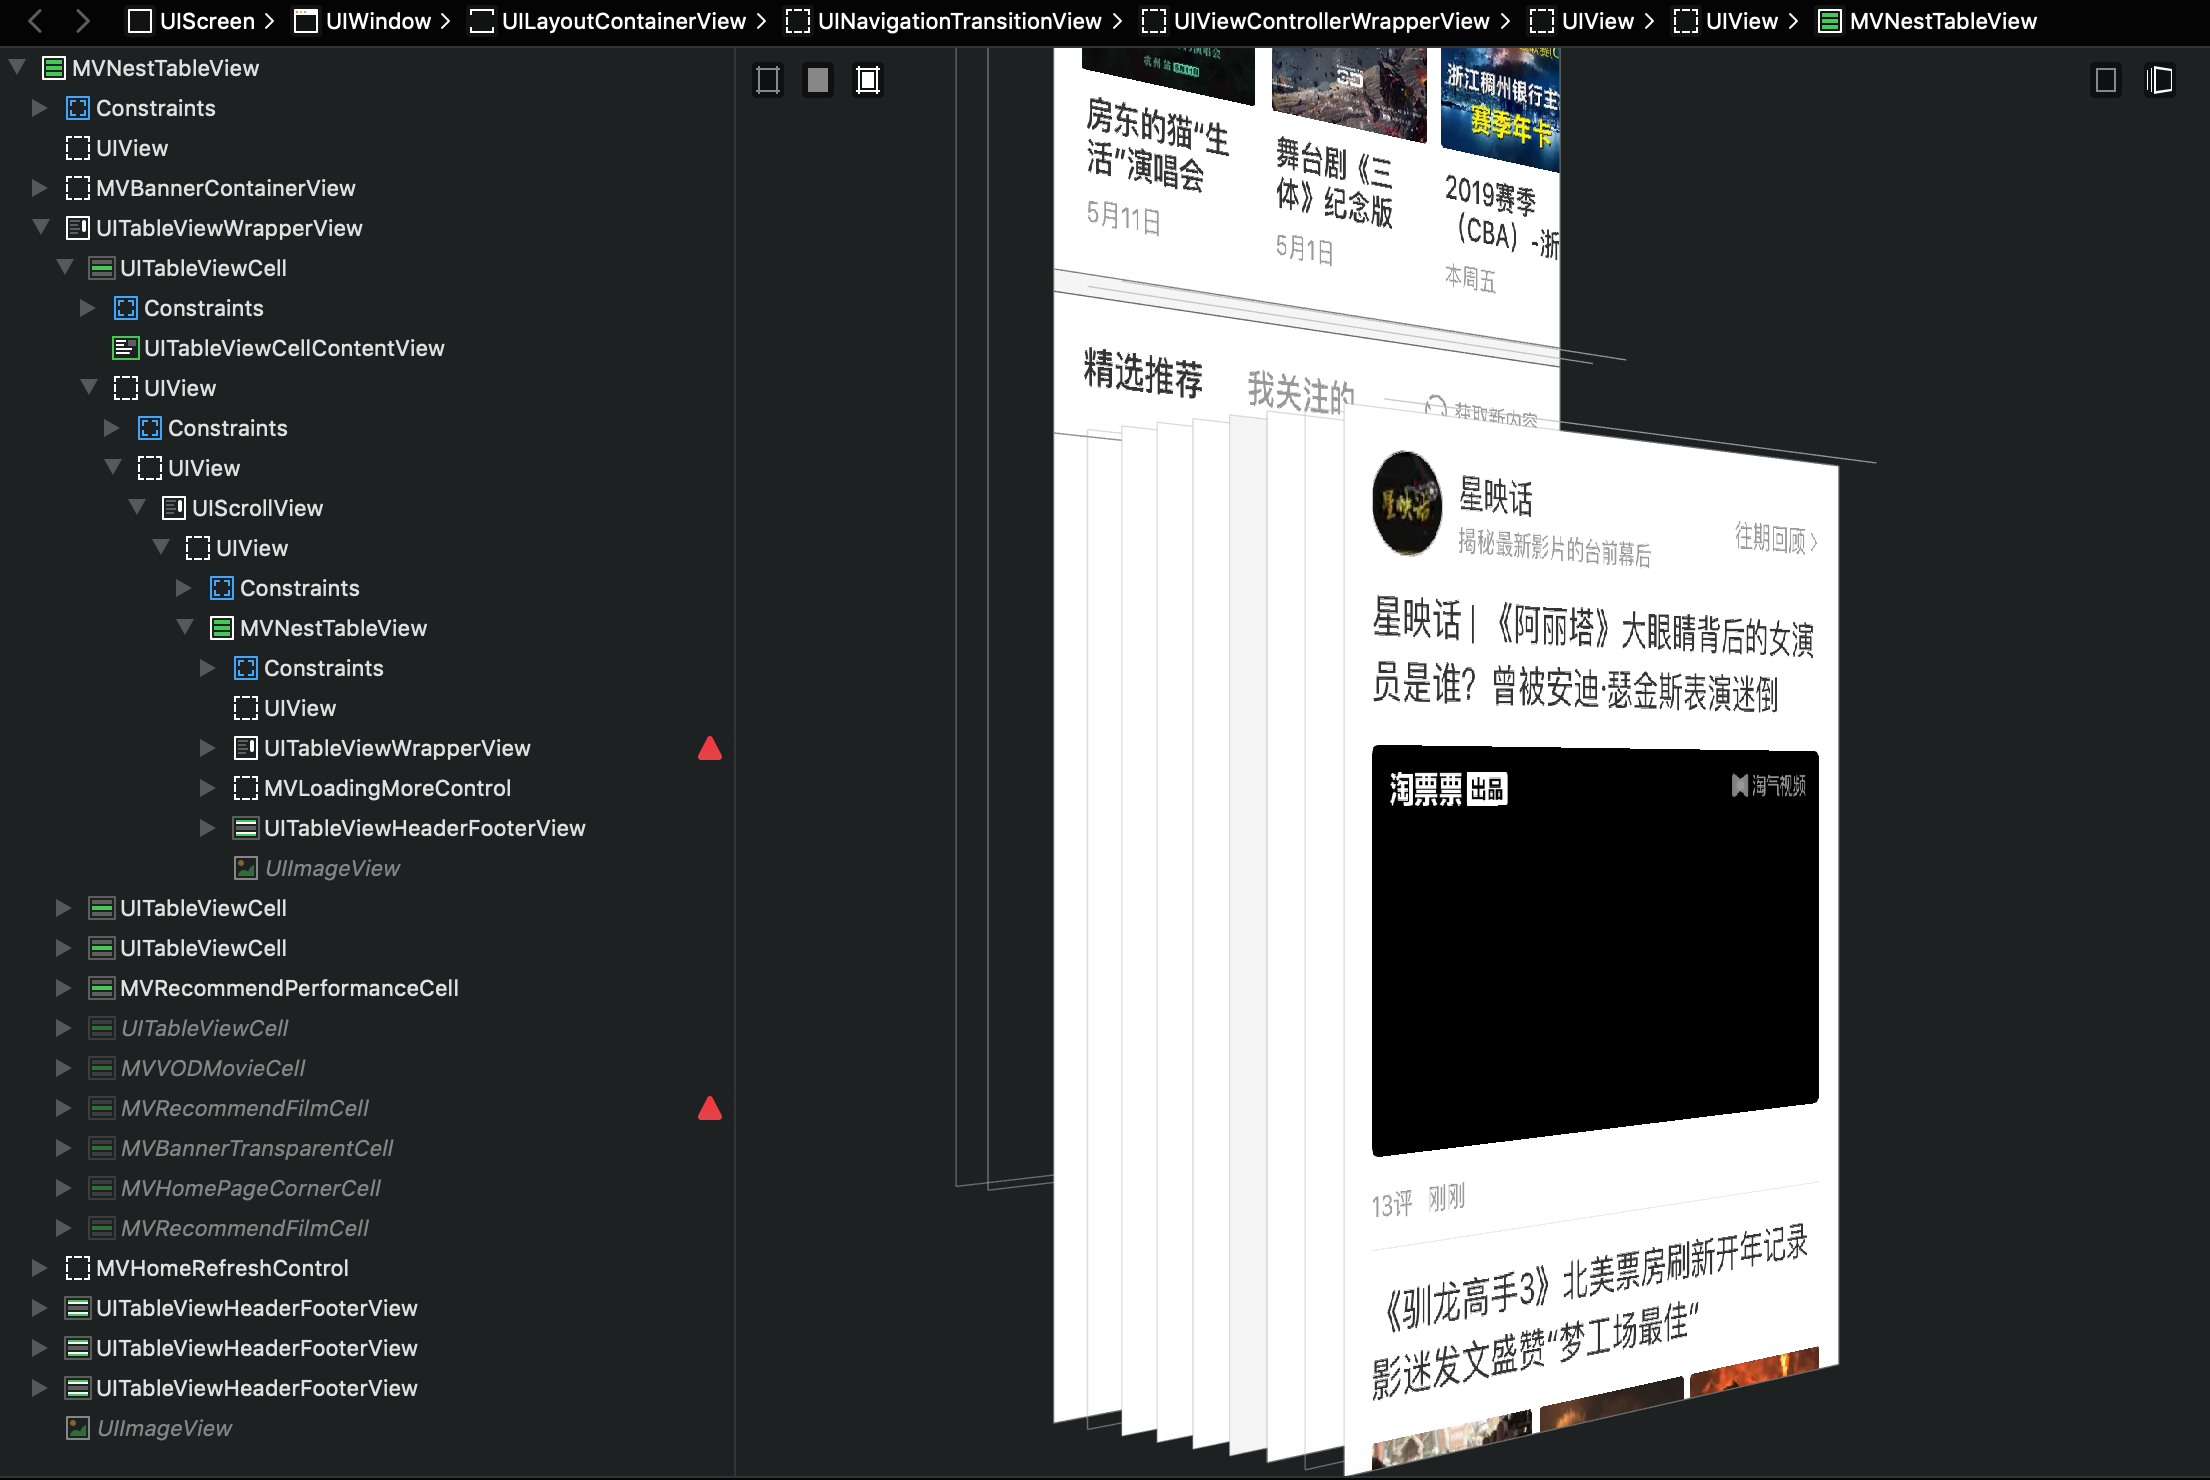 UIScreen
UIWindow
UILayoutContainerView
UINavigationTransitionView
UIViewControllerWrapperView
UIView
UIView
MVNestTableView
MVNestTableView
Constraints
UIView
MVBannerContainerView
UITableViewWrapperView
UITableViewCell
Constraints
UITableViewCellContentView
UIView
Constraints
UIView
UIScrollView
UIView
Constraints
MVNestTableView
Constraints
UIView
UITableViewWrapperView
MVLoadingMoreControl
UITableViewHeaderFooterView
UIImageView
UITableViewCell
UITableViewCell
MVRecommendPerformanceCell
UITableViewCell
MVVODMovieCell
MVRecommendFilmCell
MVBannerTransparentCell
MVHomePageCornerCell
MVRecommendFilmCell
MVHomeRefreshControl
UITableViewHeaderFooterView
UITableViewHeaderFooterView
UITableViewHeaderFooterView
UIImageView
杭州站
房东的猫“生
活”演唱会
5月11日
3D
舞台剧《三
体》纪念版
5月1日
浙江稠州银行主
赛季年卡
2019赛季
（CBA）-浙
本周五
精选推荐
我关注的
获取新内容
星映话
星映话
揭秘最新影片的台前幕后
往期回顾
星映话 | 《阿丽塔》大眼睛背后的女演
员是谁？曾被安迪·瑟金斯表演迷倒
淘票票 出品
淘气视频
13评 刚刚
《驯龙高手3》北美票房刷新开年记录
影迷发文盛赞“梦工场最佳”